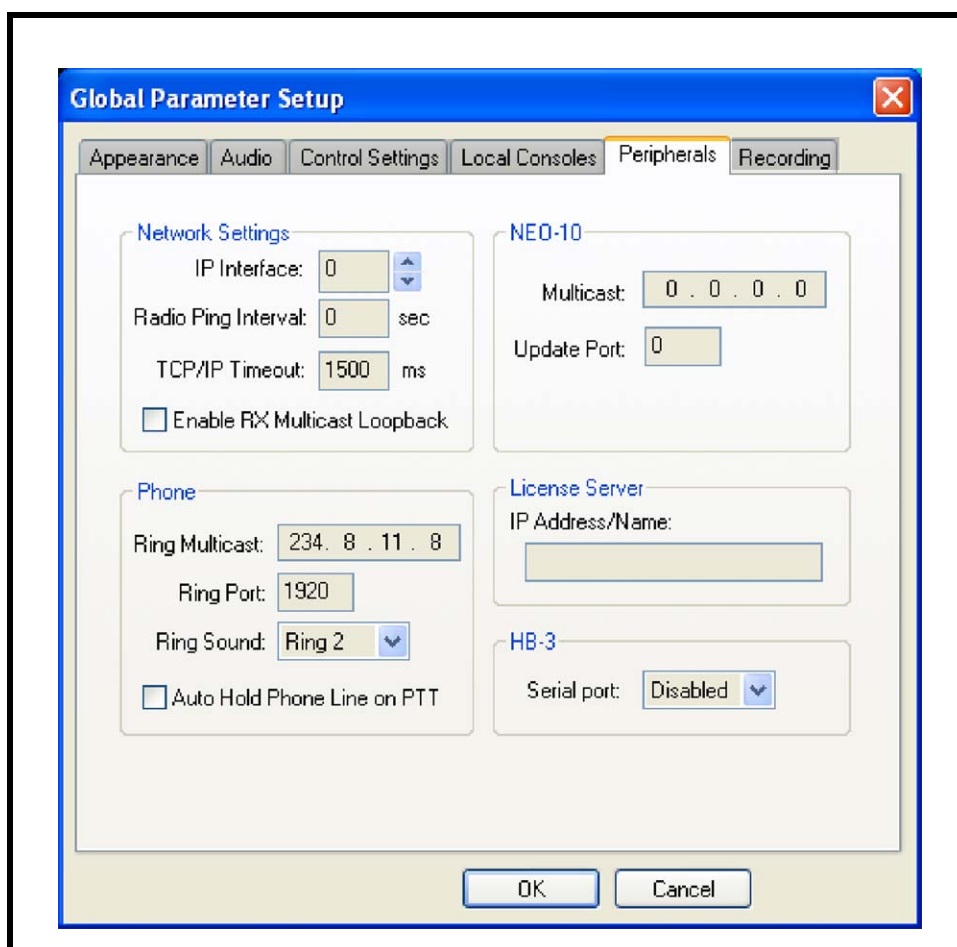 Global Parameter Setup
Appearance Audio Control Settings Local Consoles Peripherals Recording
Network Settings
IP Interface: 0
Radio Ping Interval: 0 sec
TCP/IP Timeout: 1500 ms
Enable RX Multicast Loopback
NEO-10
Multicast: 0 . 0 . 0 . 0
Update Port: 0
Phone
Ring Multicast: 234. 8 . 11 . 8
Ring Port: 1920
Ring Sound: Ring 2
Auto Hold Phone Line on PTT
License Server
IP Address/Name:
HB-3
Serial port: Disabled
OK Cancel